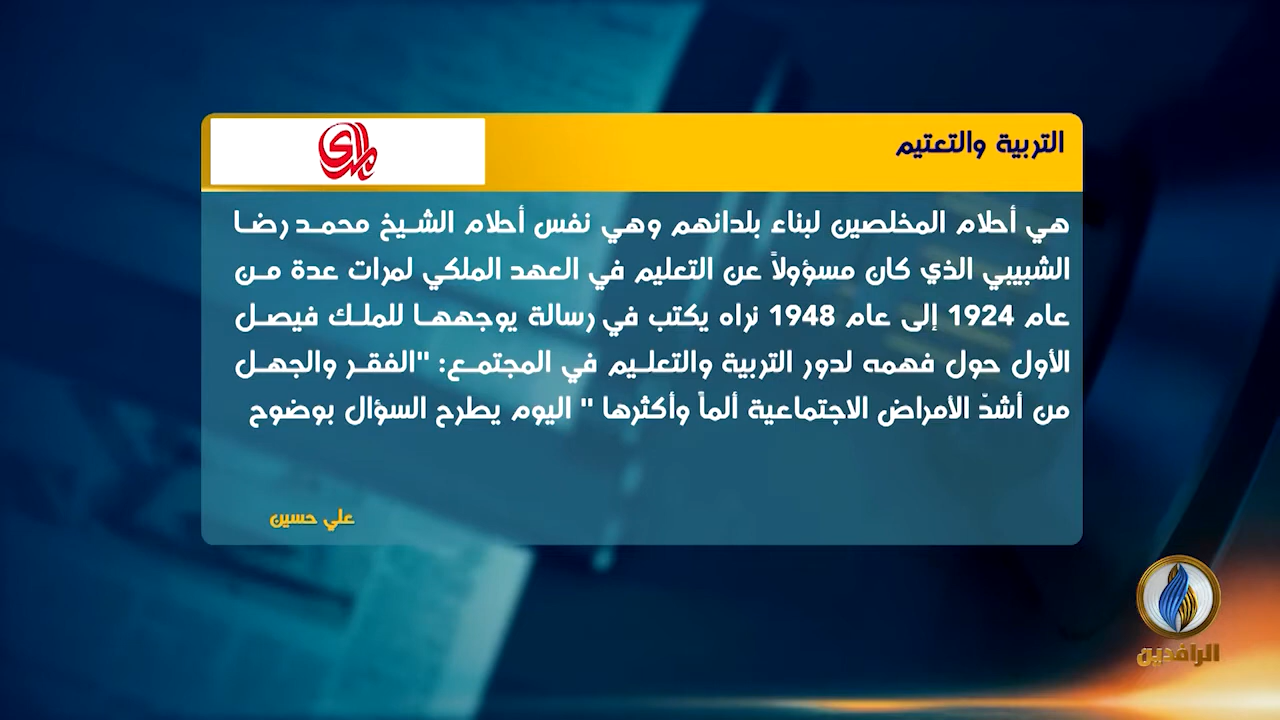 التربية والتعتيم
المدى
هي أحلام المخلصين لبناء بلدانهم وهي نفس أحلام الشيخ محمد رضا
الشبيبي الذي كان مسؤولاً عن التعليم في العهد الملكي لمرات عدة من
عام 1924 إلى عام 1948 نراه يكتب في رسالة يوجهها للملك فيصل
الأول حول فهمه لدور التربية والتعليم في المجتمع: "الفقر والجهل
من أشدّ الأمراض الاجتماعية ألماً وأكثرها " اليوم يطرح السؤال بوضوح
علي حسين
الرافدين